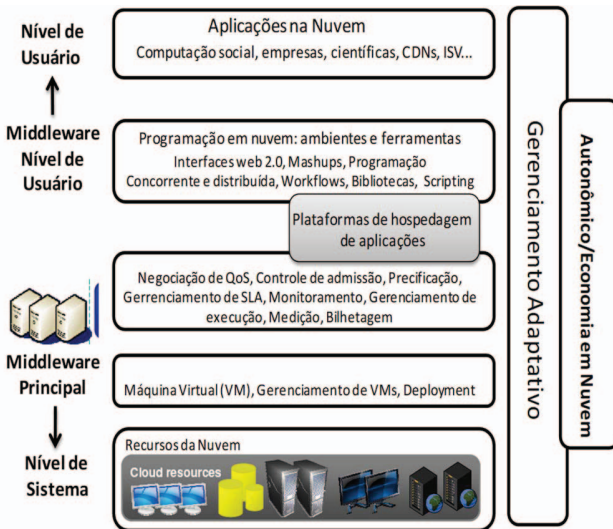 Nível de
Usuário
Aplicações na Nuvem
Computação social, empresas, científicas, CDNs, ISV...
Middleware
Nível de
Usuário
Programação em nuvem: ambientes e ferramentas
Interfaces web 2.0, Mashups, Programação
Concorrente e distribuída, Workflows, Bibliotecas, Scripting
Plataformas de hospedagem
de aplicações
Negociação de QoS, Controle de admissão, Precificação,
Gerrenciamento de SLA, Monitoramento, Gerenciamento de
execução, Medição, Bilhetagem
Middleware
Principal
Máquina Virtual (VM), Gerenciamento de VMs, Deployment
Nível de
Sistema
Recursos da Nuvem
Cloud resources
Gerenciamento Adaptativo
Autonômico/Economia em Nuvem